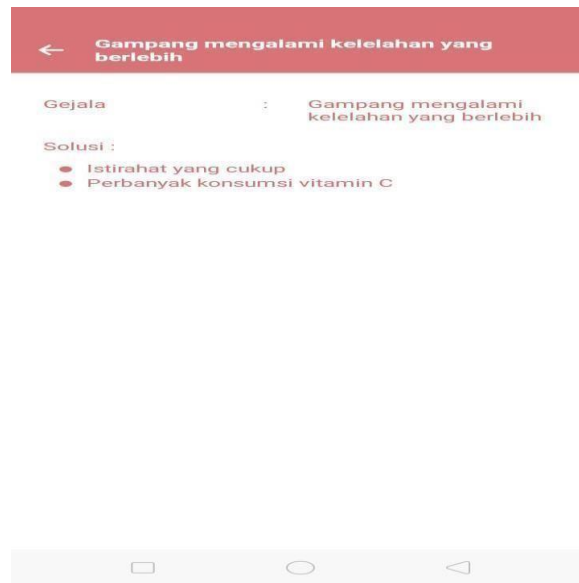 Gampang mengalami kelelahan yang
berlebih
Gejala : Gampang mengalami
kelelahan yang berlebih
Solusi :
Istirahat yang cukup
Perbanyak konsumsi vitamin C